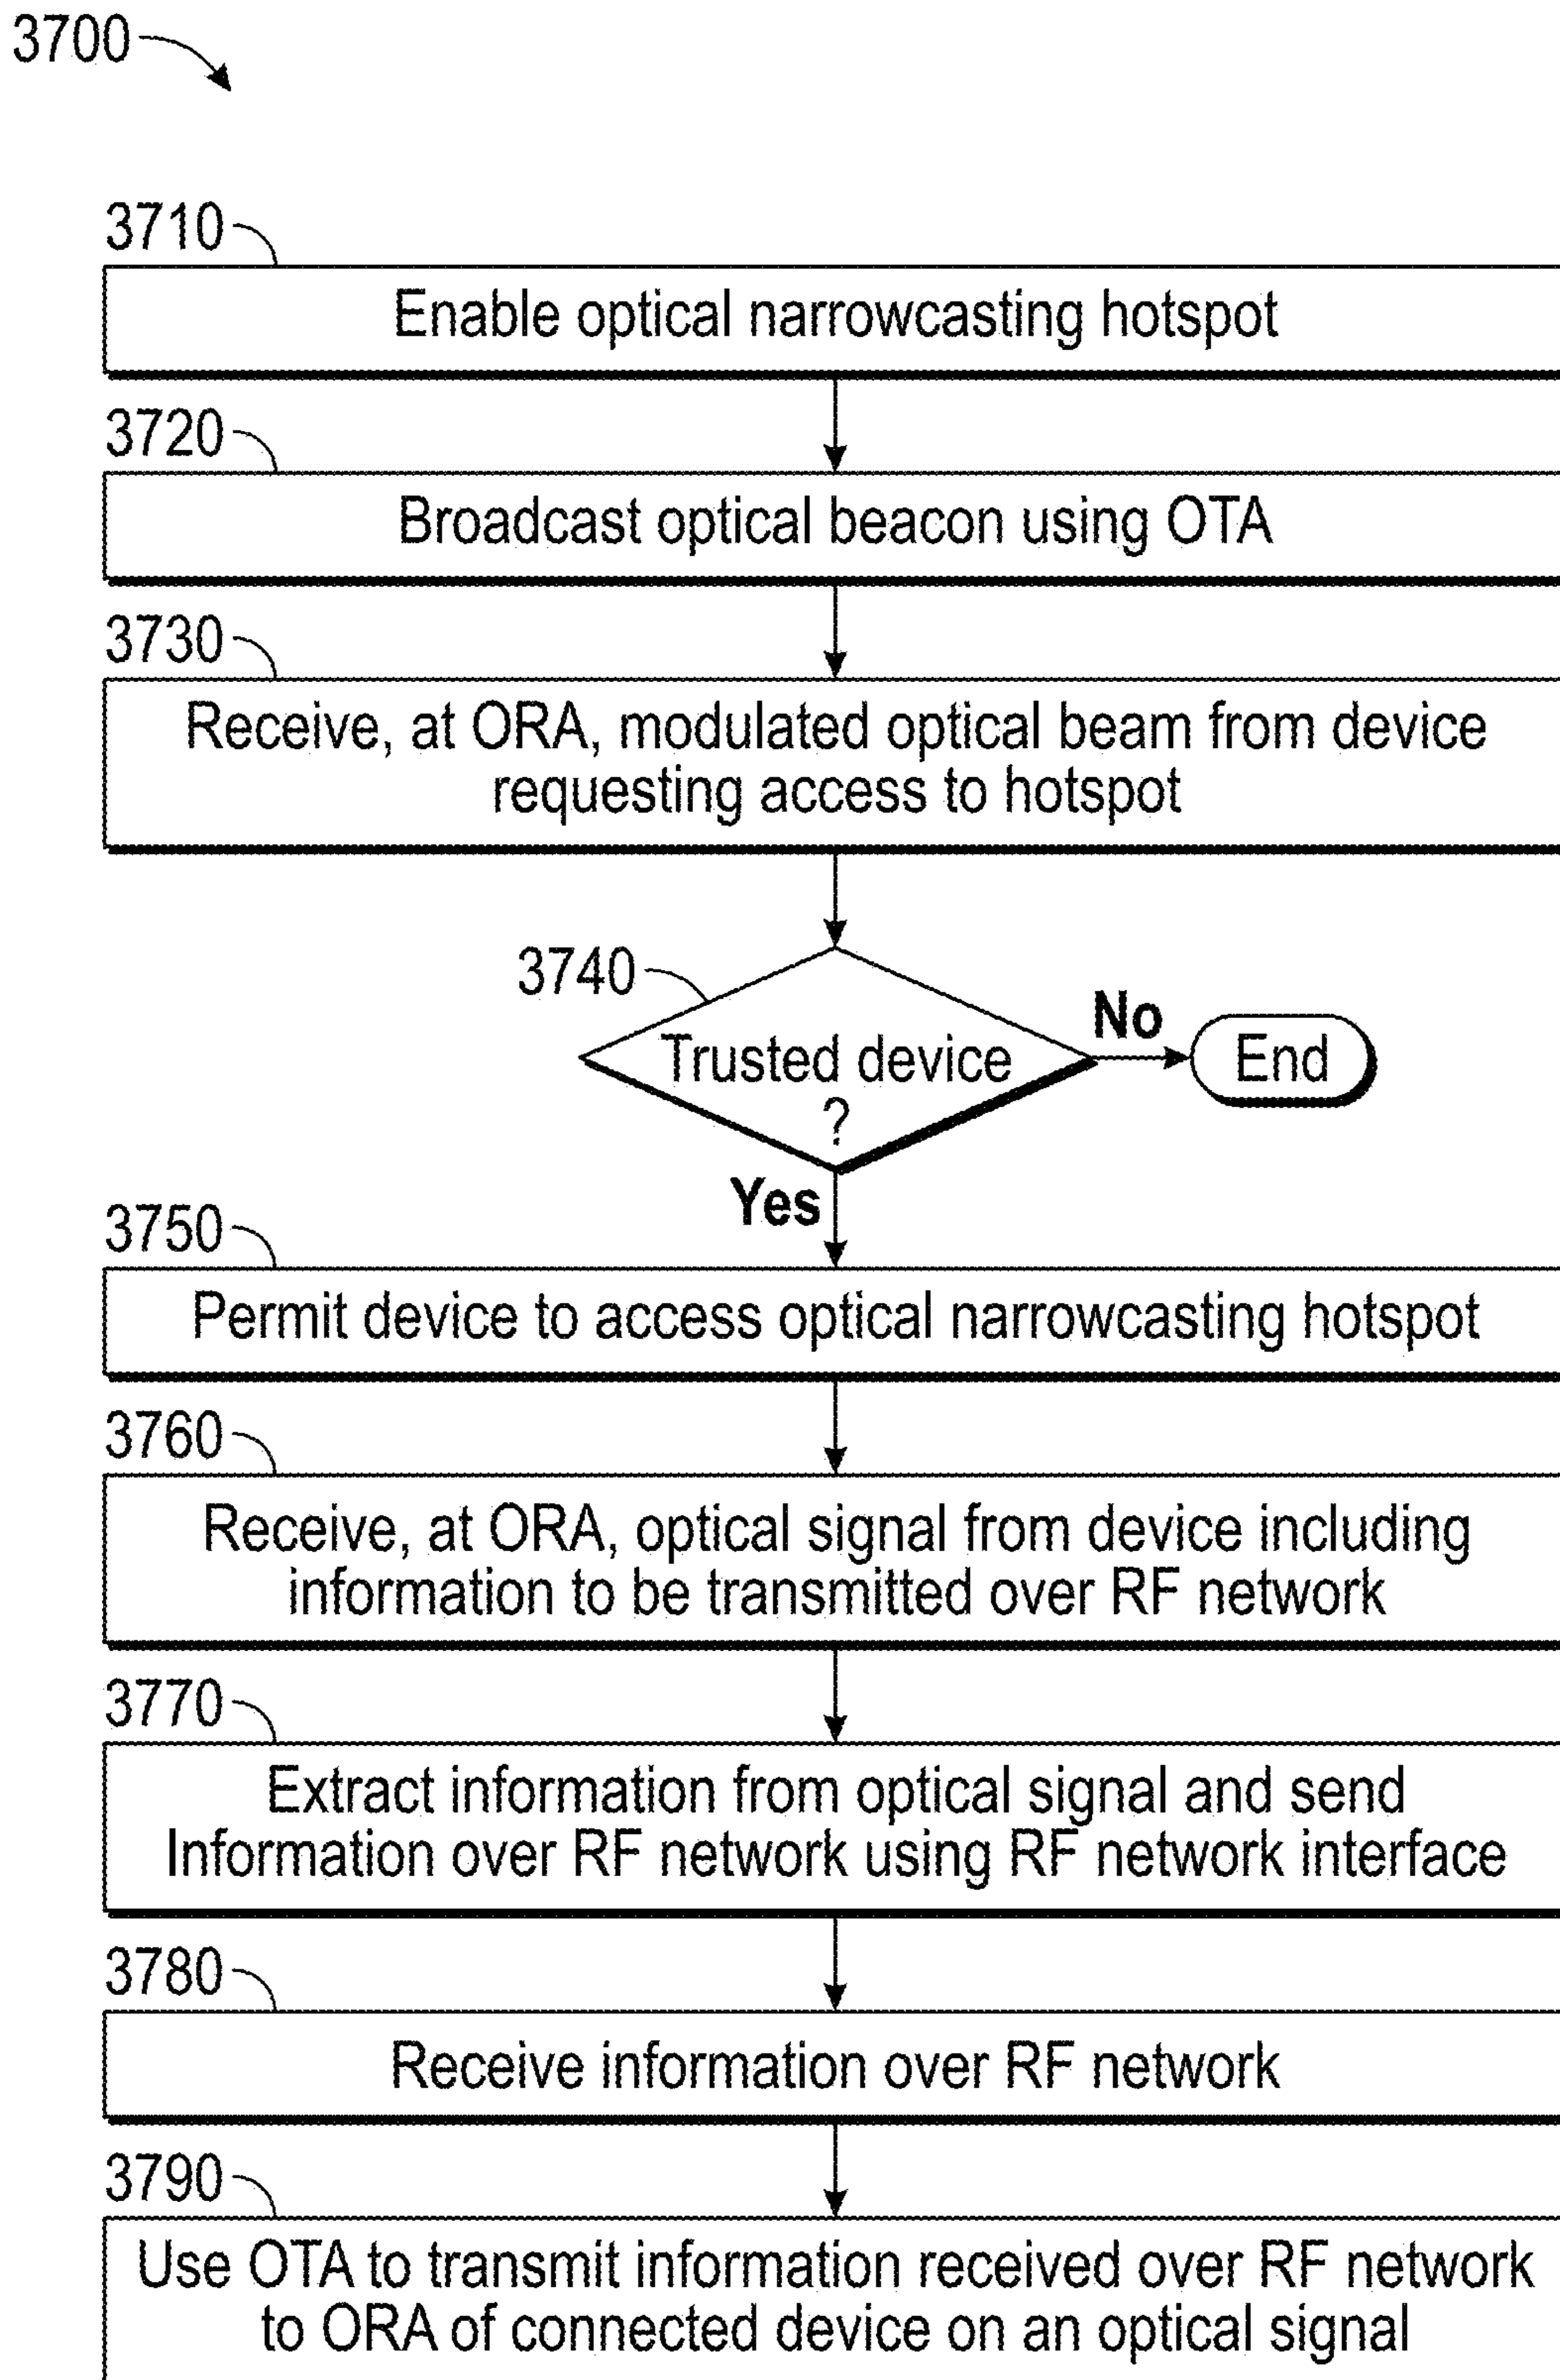 3700
3710
Enable optical narrowcasting hotspot
3720
Broadcast optical beacon using OTA
3730
Receive, at ORA, modulated optical beam from device
requesting access to hotspot
3740
Trusted device
?
No
End
Yes
3750
Permit device to access optical narrowcasting hotspot
3760
Receive, at ORA, optical signal from device including
information to be transmitted over RF network
3770
Extract information from optical signal and send
Information over RF network using RF network interface
3780
Receive information over RF network
3790
Use OTA to transmit information received over RF network
to ORA of connected device on an optical signal